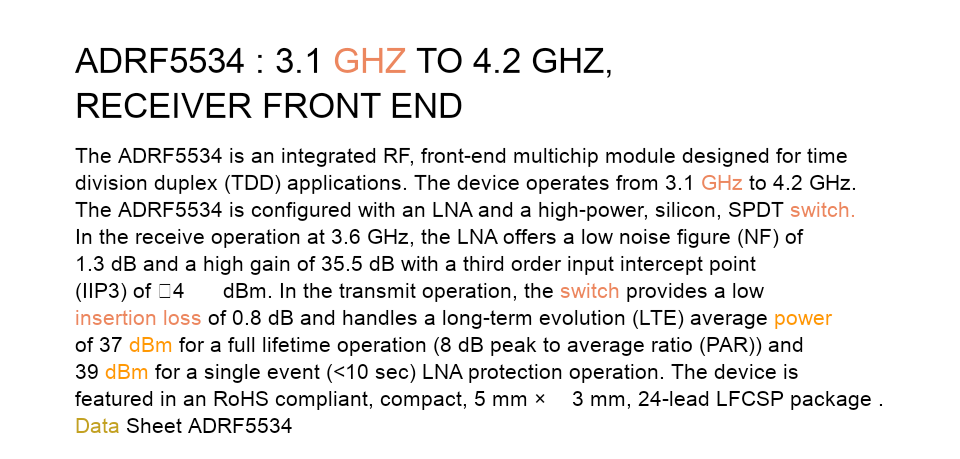 ADRF5534 : 3.1 GHZ TO 4.2 GHZ,
RECEIVER FRONT END
The ADRF5534 is an integrated RF, front-end multichip module designed for time
division duplex (TDD) applications. The device operates from 3.1 GHz to 4.2 GHz.
The ADRF5534 is configured with an LNA and a high-power, silicon, SPDT switch.
In the receive operation at 3.6 GHz, the LNA offers a low noise figure (NF) of
1.3 dB and a high gain of 35.5 dB with a third order input intercept point
(IIP3) of □4 dBm. In the transmit operation, the switch provides a low
insertion loss of 0.8 dB and handles a long-term evolution (LTE) average power
of 37 dBm for a full lifetime operation (8 dB peak to average ratio (PAR)) and
39 dBm for a single event (<10 sec) LNA protection operation. The device is
featured in an RoHS compliant, compact, 5 mm × 3 mm, 24-lead LFCSP package .
Data Sheet ADRF5534